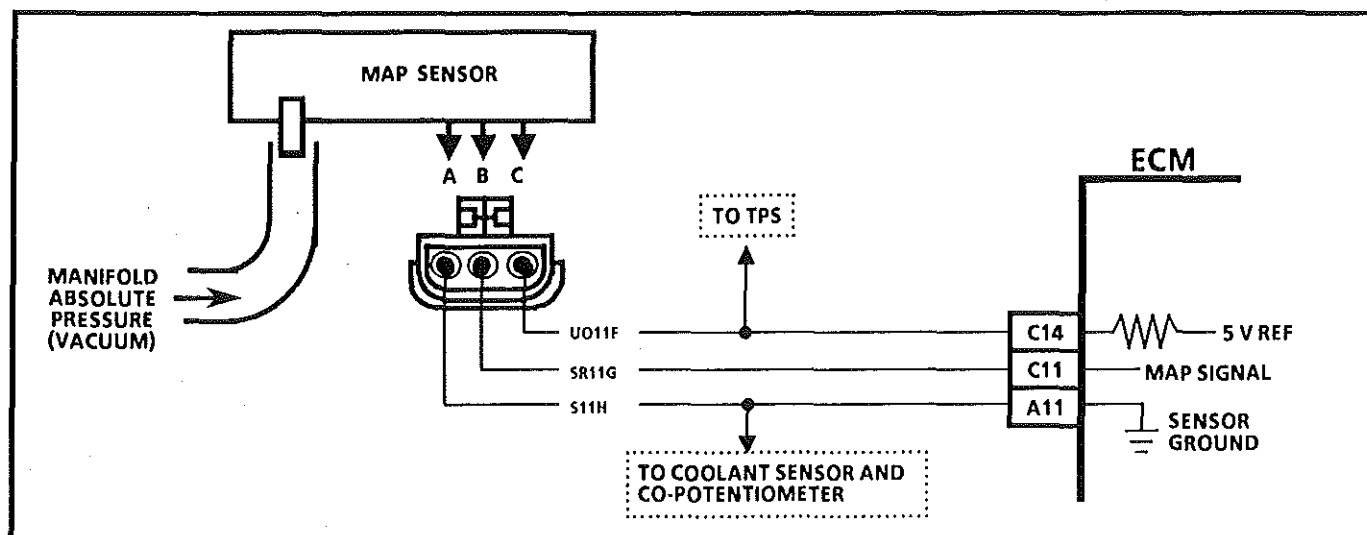 MAP SENSOR
A B C
ECM
TO TPS
MANIFOLD
ABSOLUTE
PRESSURE
(VACUUM)
UO11F
C14
5 V REF
SR11G
C11
MAP SIGNAL
S11H
A11
SENSOR
GROUND
TO COOLANT SENSOR AND
CO-POTENTIOMETER